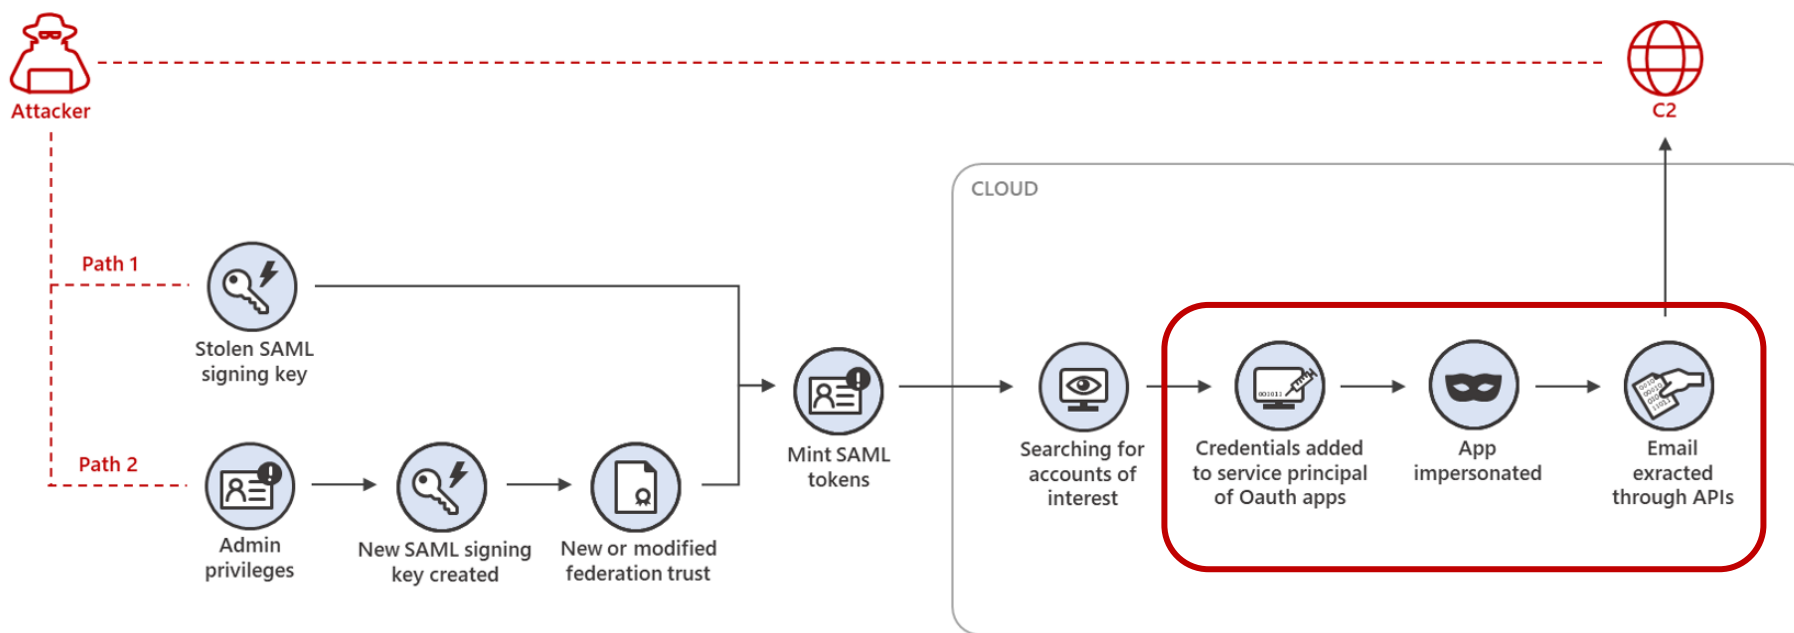 Attacker
C2
CLOUD
Path 1
Stolen SAML
signing key
Path 2
Admin
privileges
New SAML signing
key created
New or modified
federation trust
Mint SAML
tokens
Searching for
accounts of
interest
001011
Credentials added
to service principal
of Oauth apps
App
impersonated
Email
exracted
through APIs